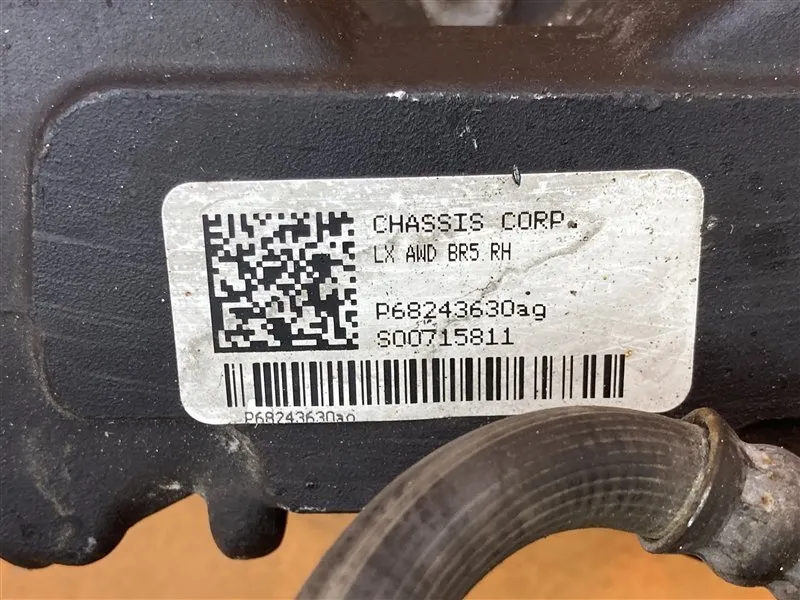 CHASSIS CORP.
LX AWD BR5 RH
P68243630ag
S00715811
P68243630ag